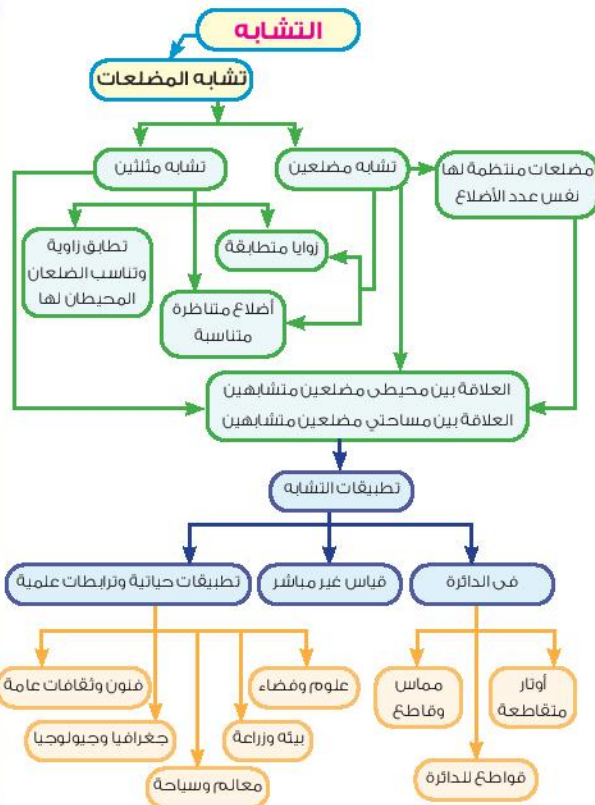 التشابه
تشابه المضلعات
تشابه مضلعين
تشابه مثلثين
مضلعات منتظمة لها
نفس عدد الأضلاع
زوايا متطابقة
تطابق زاوية
وتناسب الضلعان
المحيطان لها
أضلاع متناظرة
متناسبة
العلاقة بين محيطى مضلعين متشابهين
العلاقة بين مساحتي مضلعين متشابهين
تطبيقات التشابه
فى الدائرة
قياس غير مباشر
تطبيقات حياتية وترابطات علمية
أوتار
متقاطعة
مماس
وقاطع
قواطع للدائرة
علوم وفضاء
فنون وثقافات عامة
بيئه وزراعة
جغرافيا وجيولوجيا
معالم وسياحة